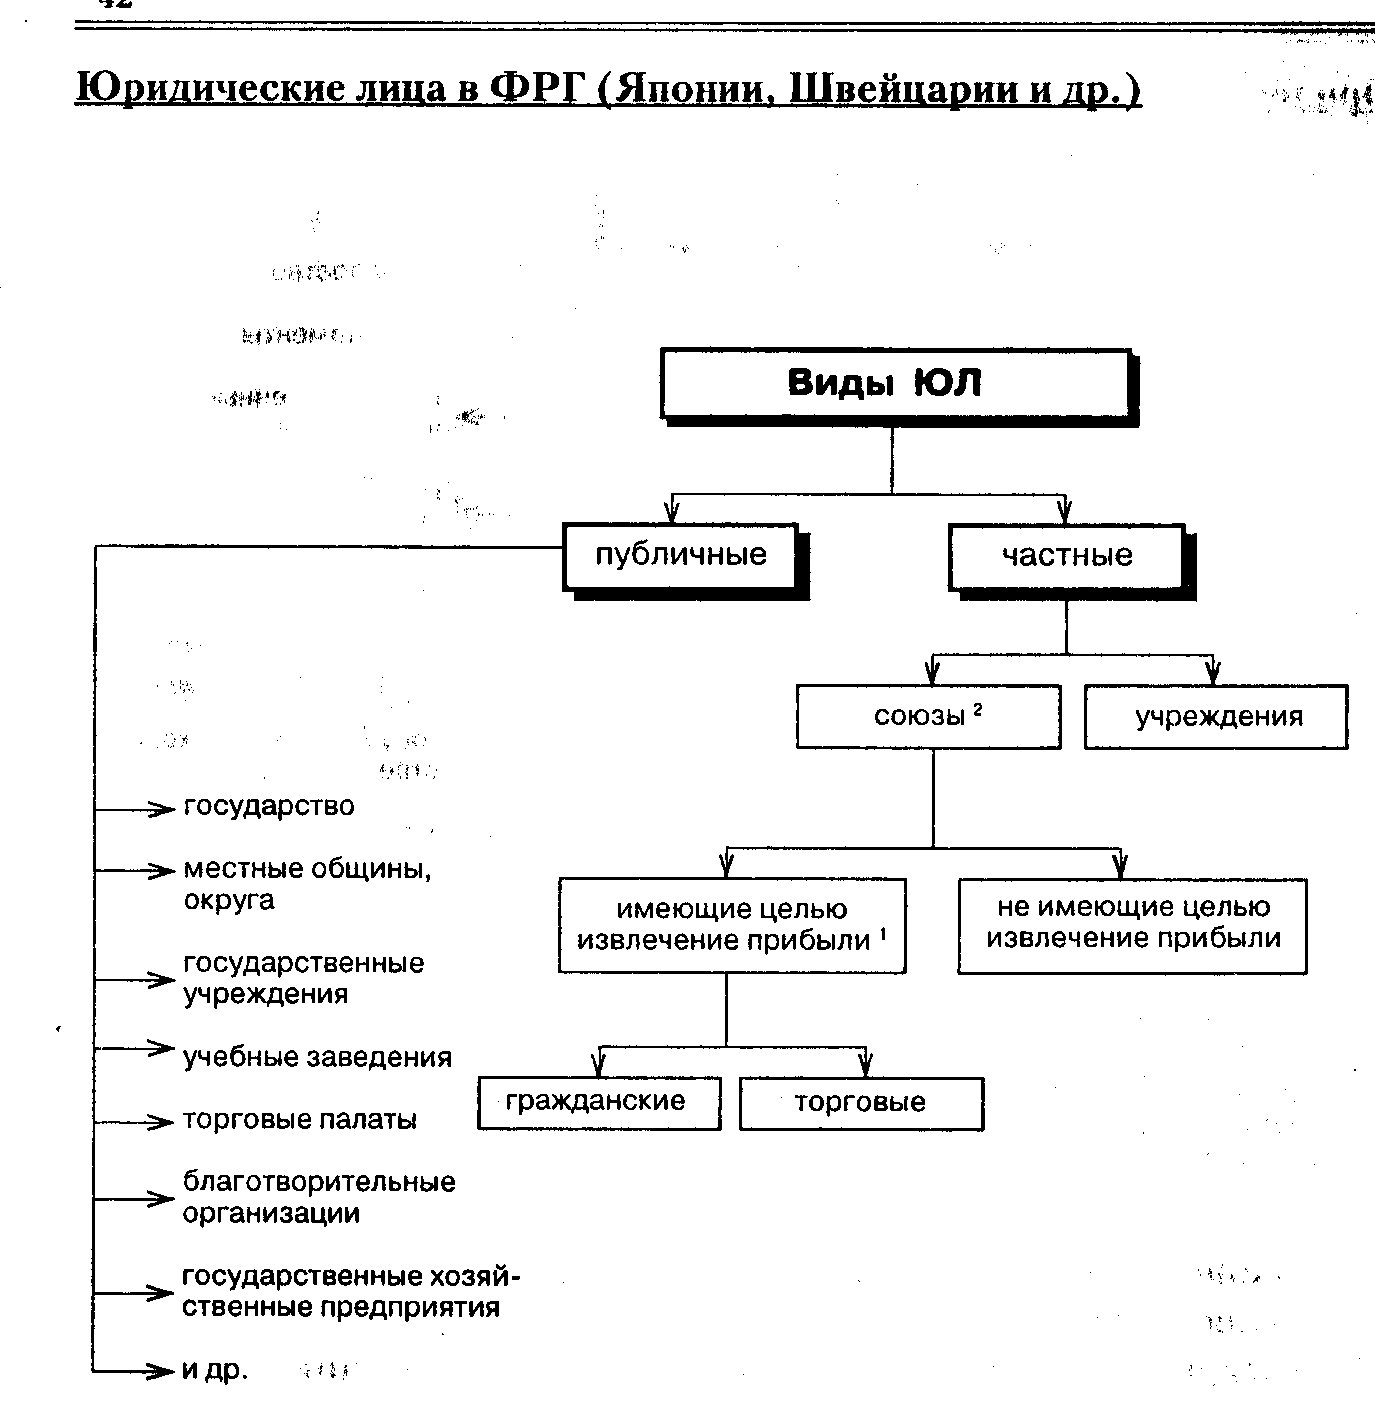 42
Юридические лица в ФРГ (Японии, Швейцарии и др.)
Виды ЮЛ
публичные
частные
союзы ²
учреждения
государство
местные общины,
округа
государственные
учреждения
учебные заведения
торговые палаты
благотворительные
организации
государственные хозяй-
ственные предприятия
и др.
имеющие целью
извлечение прибыли ¹
не имеющие целью
извлечение прибыли
гражданские
торговые